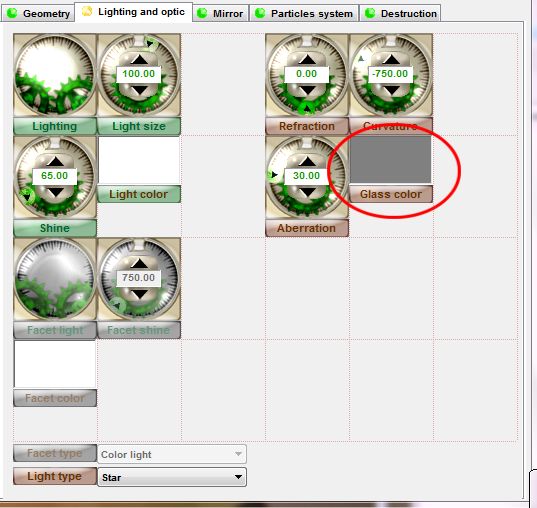 Geometry Lighting and optic Mirror Particles system Destruction
100.00 0.00 -750.00
Lighting Light size Refraction Curvature
65.00 30.00
Light color Glass color
Shine Aberration
750.00
Facet light Facet shine
Facet color
Facet type Color light
Light type Star